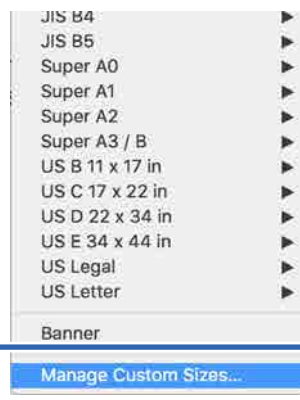 JIS B4
JIS B5
Super A0
Super A1
Super A2
Super A3 / B
US B 11 x 17 in
US C 17 x 22 in
US D 22 x 34 in
US E 34 x 44 in
US Legal
US Letter
Banner
Manage Custom Sizes...